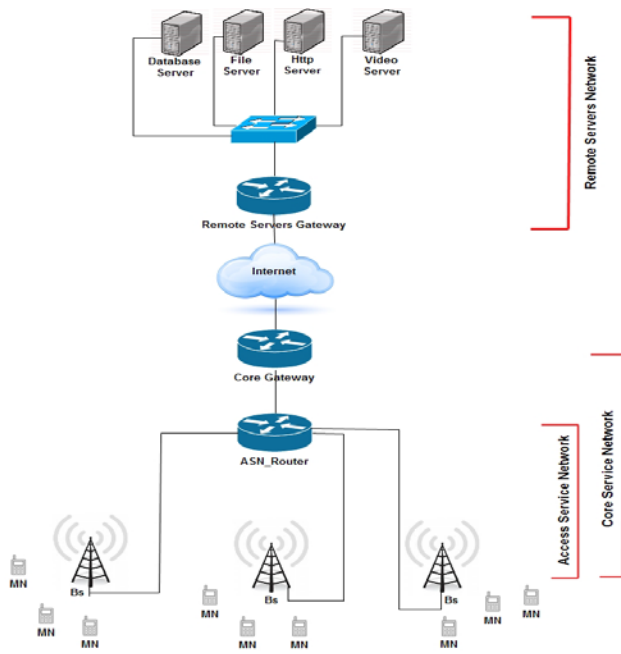 Database Server
File Server
Http Server
Video Server
Remote Servers Network
Remote Servers Gateway
Internet
Core Gateway
ASN_Router
Access Service Network
Core Service Network
Bs
Bs
Bs
MN
MN
MN
MN
MN
MN
MN
MN
MN